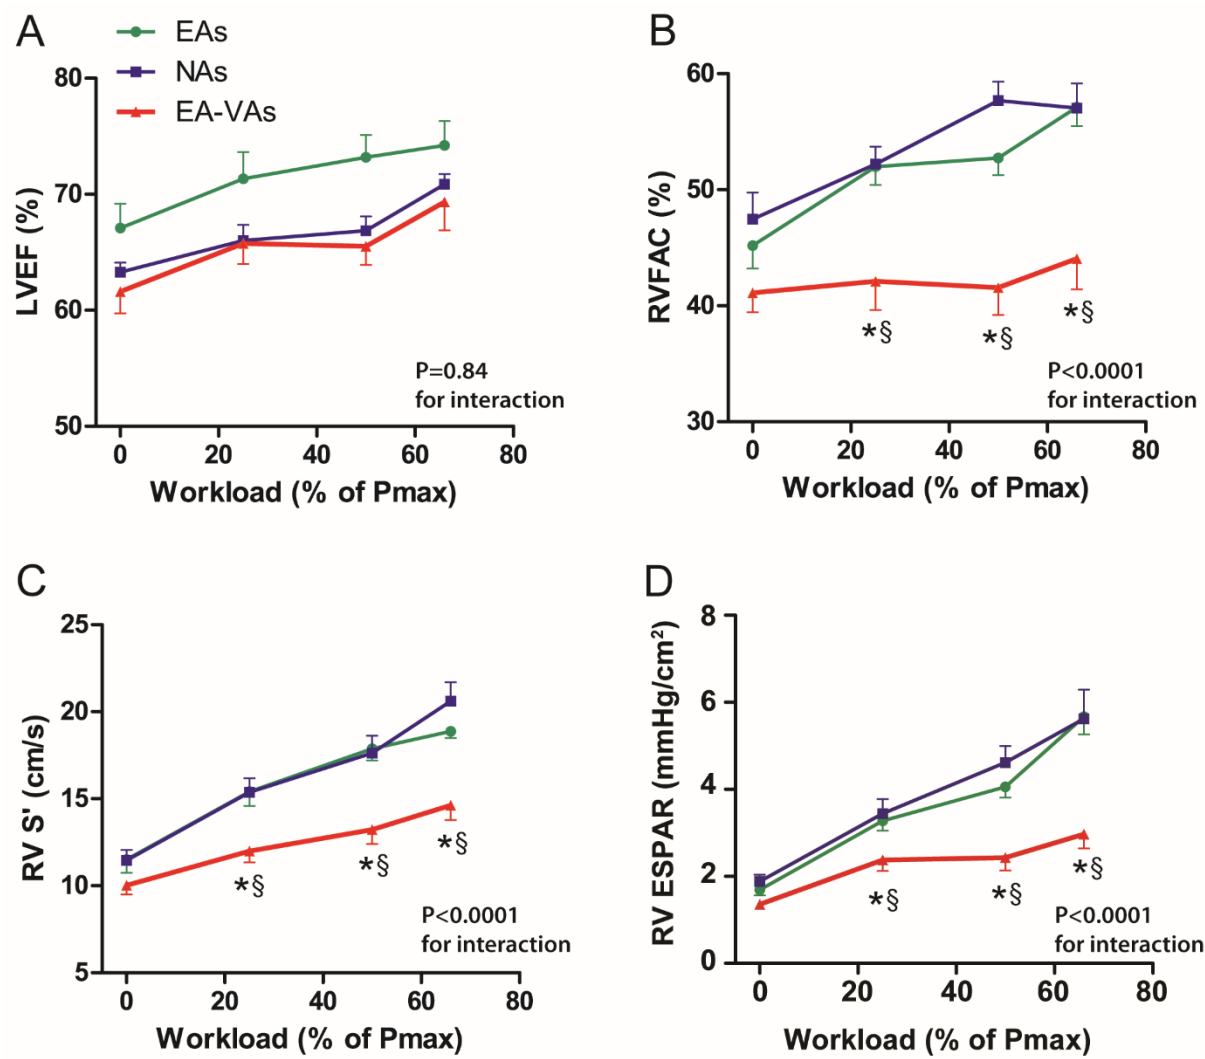 A
EAs
NAs
EA-VAs
80
70
60
50
LVEF (%)
P=0.84
for interaction
0 20 40 60 80
Workload (% of Pmax)
B
60
50
40
30
RVFAC (%)
*§ *§ *§
P<0.0001
for interaction
0 20 40 60 80
Workload (% of Pmax)
C
25
20
15
10
5
RV S' (cm/s)
*§ *§ *§
P<0.0001
for interaction
0 20 40 60 80
Workload (% of Pmax)
D
8
6
4
2
0
RV ESPAR (mmHg/cm²)
*§ *§ *§
P<0.0001
for interaction
0 20 40 60 80
Workload (% of Pmax)